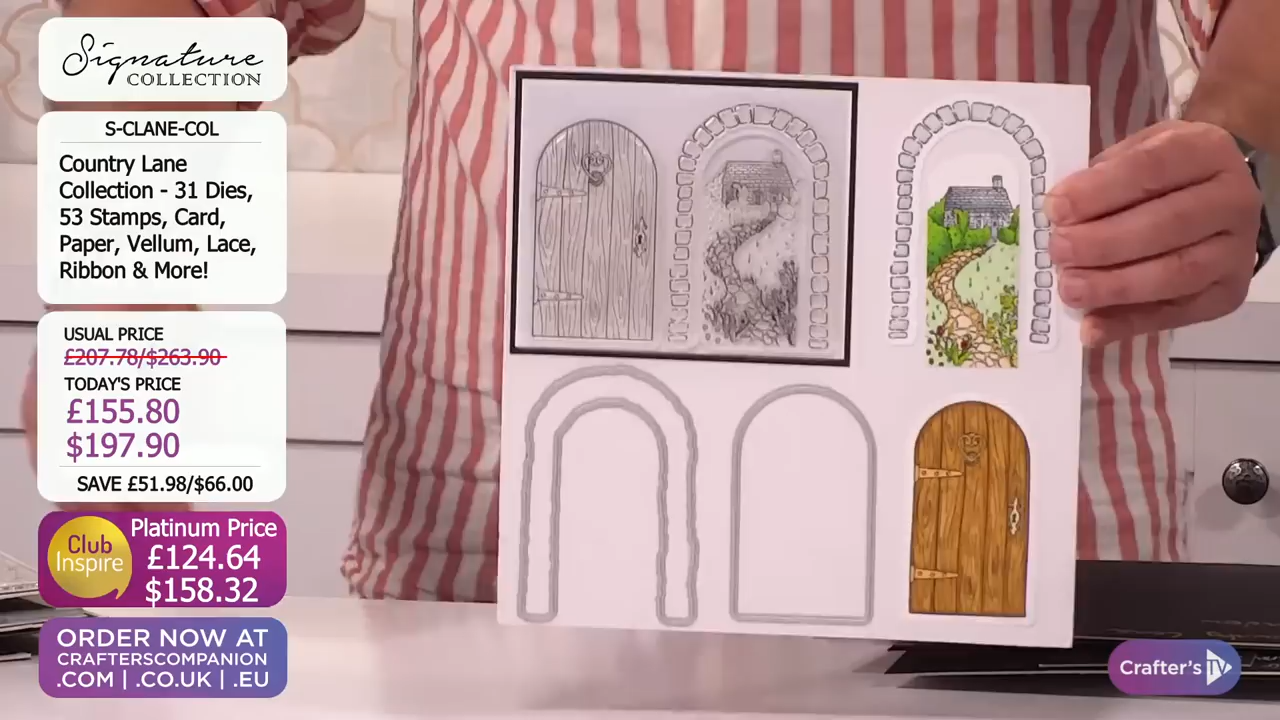 Signature
COLLECTION
S-CLANE-COL
Country Lane
Collection - 31 Dies,
53 Stamps, Card,
Paper, Vellum, Lace,
Ribbon & More!
USUAL PRICE
£207.78/$263.90
TODAY'S PRICE
£155.80
$197.90
SAVE £51.98/$66.00
Club
Inspire
Platinum Price
£124.64
$158.32
ORDER NOW AT
CRAFTERSCOMPANION
.COM | .CO.UK | .EU
Crafter's TV